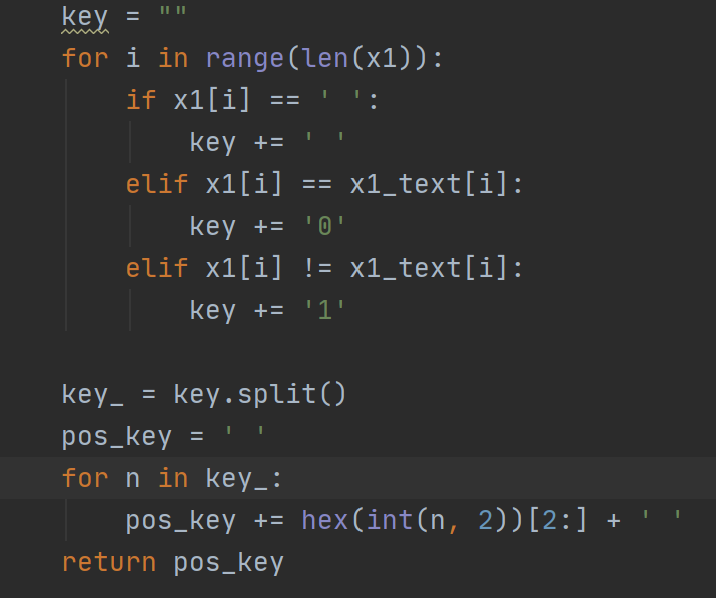 key = ""
for i in range(len(x1)):
    if x1[i] == ' ':
        key += ' '
    elif x1[i] == x1_text[i]:
        key += '0'
    elif x1[i] != x1_text[i]:
        key += '1'
key_ = key.split()
pos_key = ' '
for n in key_:
    pos_key += hex(int(n, 2))[2:] + ' '
return pos_key